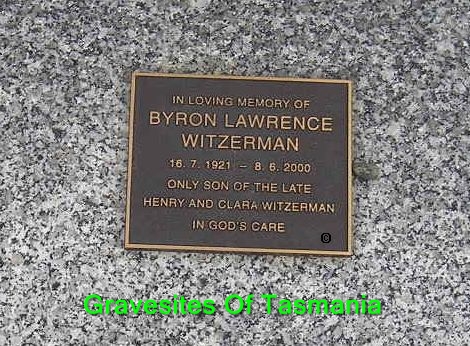 IN LOVING MEMORY OF
BYRON LAWRENCE
WITZERMAN
16. 7. 1921 – 8. 6. 2000
ONLY SON OF THE LATE
HENRY AND CLARA WITZERMAN
IN GOD'S CARE
Gravesites Of Tasmania